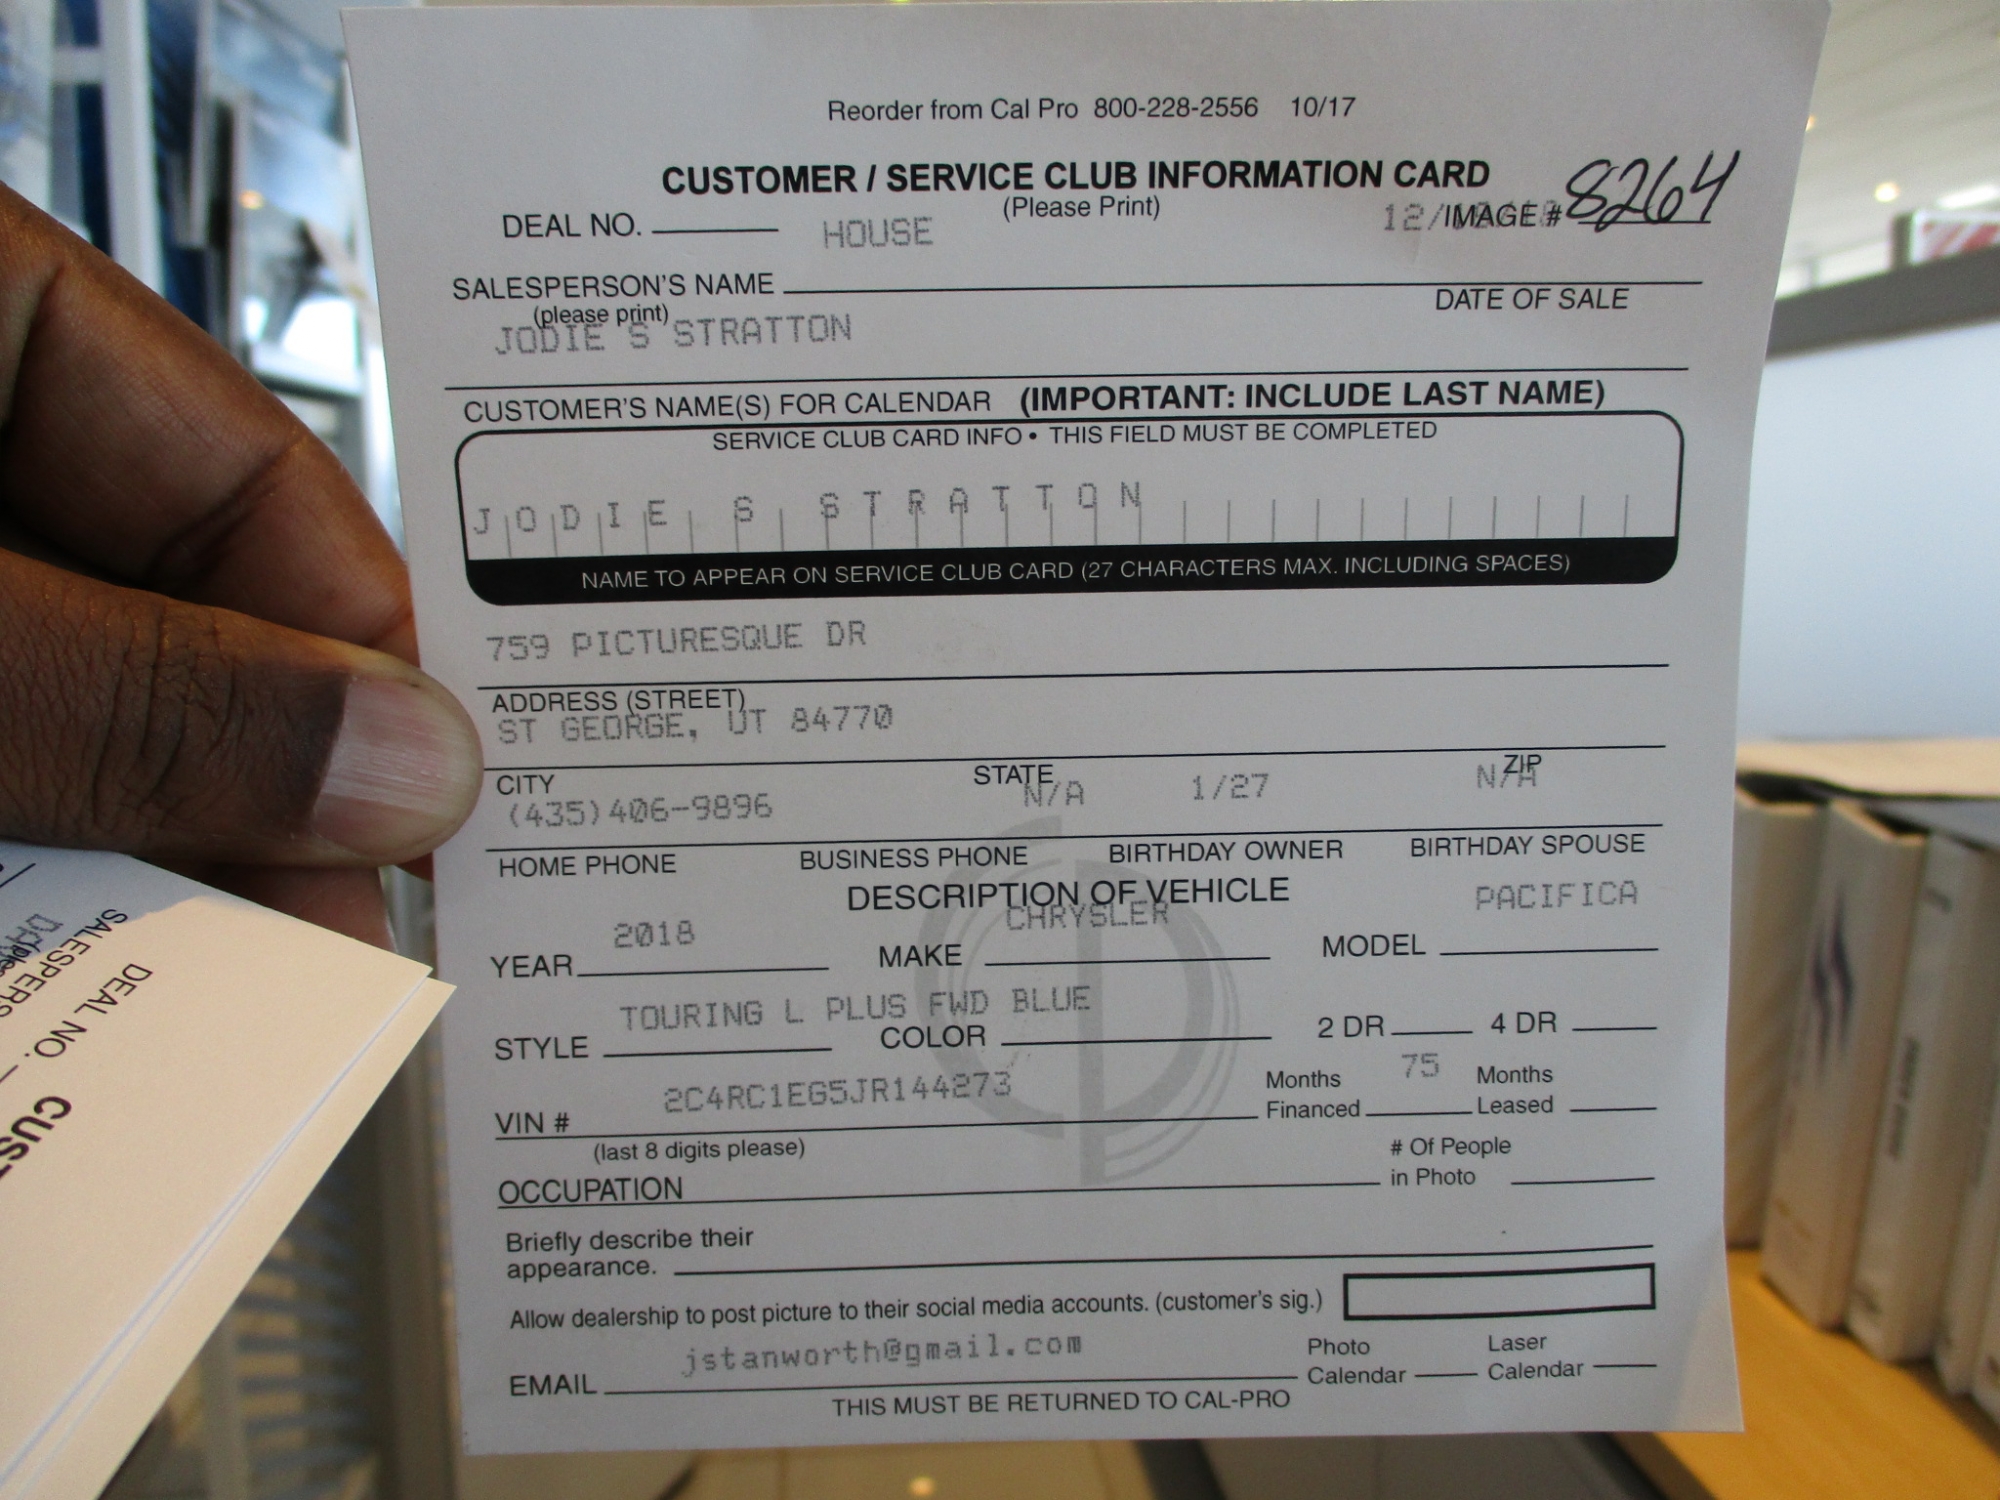 Reorder from Cal Pro 800-228-2556 10/17
CUSTOMER / SERVICE CLUB INFORMATION CARD
(Please Print)
DEAL NO. HOUSE 12/ IMAGE # 8264
SALESPERSON'S NAME
(please print) DATE OF SALE
JODIE S STRATTON
CUSTOMER'S NAME(S) FOR CALENDAR (IMPORTANT: INCLUDE LAST NAME)
SERVICE CLUB CARD INFO • THIS FIELD MUST BE COMPLETED
JODIE S STRATTON
NAME TO APPEAR ON SERVICE CLUB CARD (27 CHARACTERS MAX. INCLUDING SPACES)
759 PICTURESQUE DR
ADDRESS (STREET)
ST GEORGE, UT 84770
CITY STATE ZIP
(435)406-9896 N/A 1/27 N/A
HOME PHONE BUSINESS PHONE BIRTHDAY OWNER BIRTHDAY SPOUSE
DESCRIPTION OF VEHICLE
YEAR 2018 MAKE CHRYSLER MODEL PACIFICA
TOURING L PLUS FWD BLUE
STYLE COLOR 2 DR 4 DR
VIN # 2C4RC1EG5JR144273 Months Financed 75 Months Leased
(last 8 digits please)
OCCUPATION # Of People in Photo
Briefly describe their
appearance.
Allow dealership to post picture to their social media accounts. (customer's sig.)
EMAIL jstanworth@gmail.com Photo Calendar Laser Calendar
THIS MUST BE RETURNED TO CAL-PRO
DEAL NO.